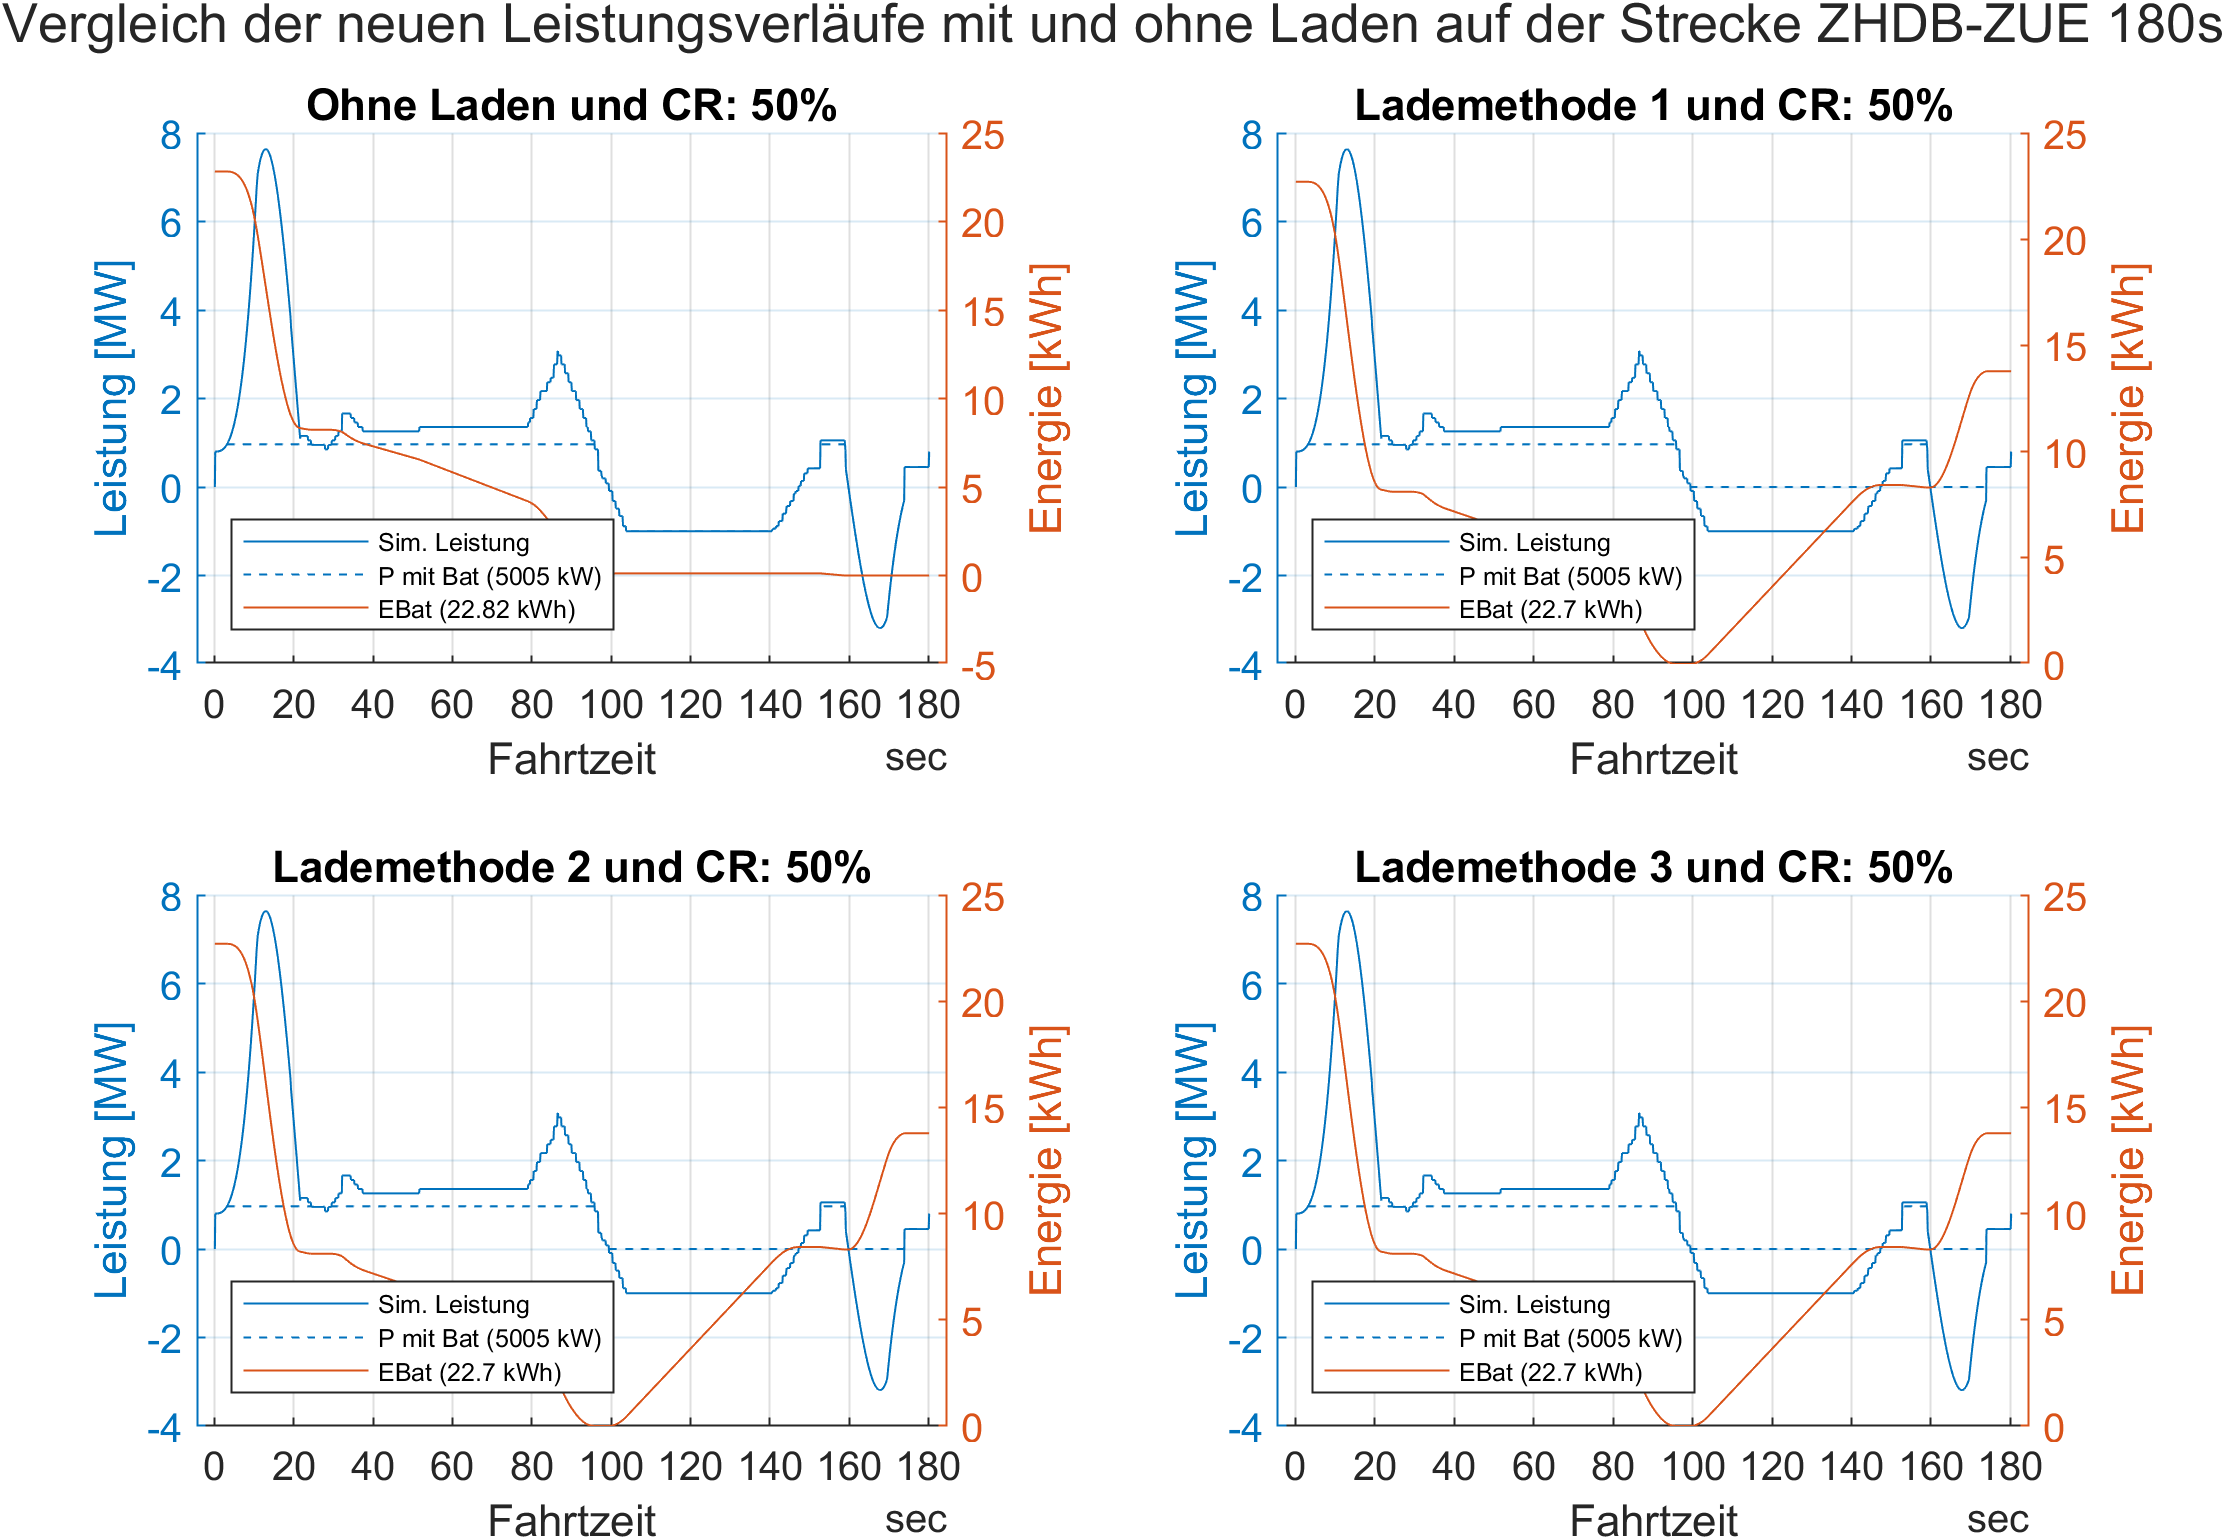 Vergleich der neuen Leistungsverläufe mit und ohne Laden auf der Strecke ZHDB-ZUE 180s
Ohne Laden und CR: 50%
8
6
4
2
0
-2
-4
Leistung [MW]
25
20
15
10
5
0
-5
Energie [kWh]
Sim. Leistung
P mit Bat (5005 kW)
EBat (22.82 kWh)
0 20 40 60 80 100 120 140 160 180
Fahrtzeit sec
Lademethode 1 und CR: 50%
8
6
4
2
0
-2
-4
Leistung [MW]
25
20
15
10
5
0
Energie [kWh]
Sim. Leistung
P mit Bat (5005 kW)
EBat (22.7 kWh)
0 20 40 60 80 100 120 140 160 180
Fahrtzeit sec
Lademethode 2 und CR: 50%
8
6
4
2
0
-2
-4
Leistung [MW]
25
20
15
10
5
0
Energie [kWh]
Sim. Leistung
P mit Bat (5005 kW)
EBat (22.7 kWh)
0 20 40 60 80 100 120 140 160 180
Fahrtzeit sec
Lademethode 3 und CR: 50%
8
6
4
2
0
-2
-4
Leistung [MW]
25
20
15
10
5
0
Energie [kWh]
Sim. Leistung
P mit Bat (5005 kW)
EBat (22.7 kWh)
0 20 40 60 80 100 120 140 160 180
Fahrtzeit sec